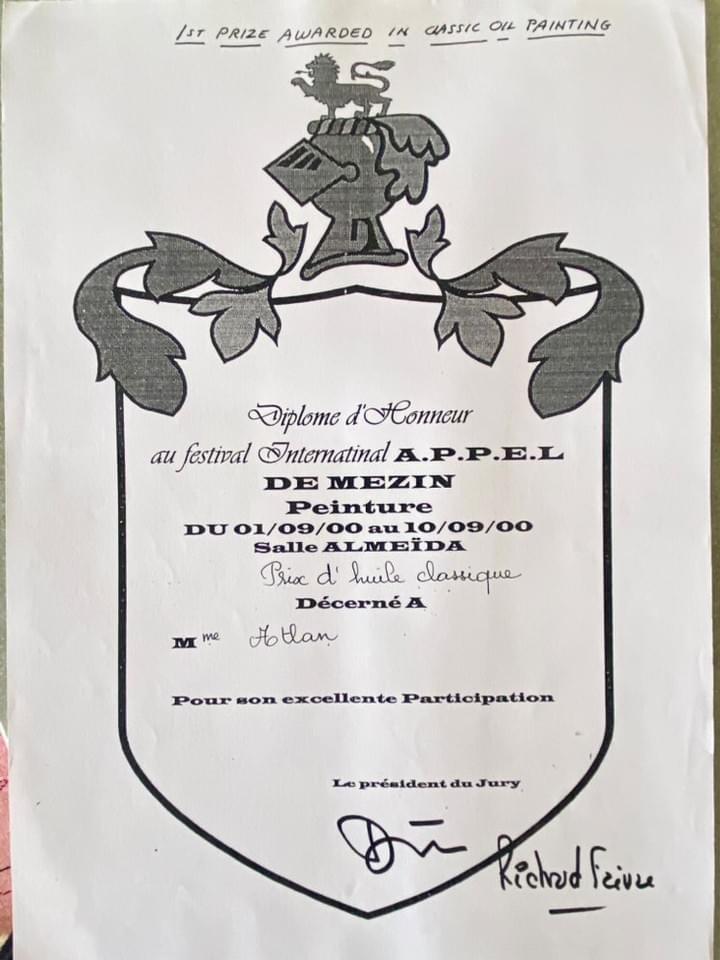 1ST PRIZE AWARDED IN CLASSIC OIL PAINTING
Diplome d'Honneur
au festival Internatinal A.P.P.E.L
DE MEZIN
Peinture
DU 01/09/00 au 10/09/00
Salle ALMEÏDA
Prix d'huile classique
Décerné A
Mme Atlan
Pour son excellente Participation
Le président du Jury
Richard